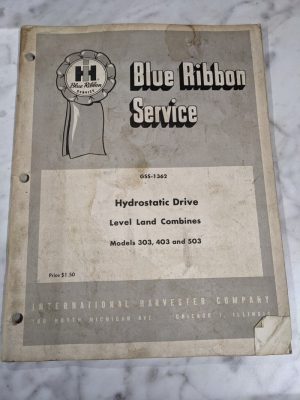 IH
Blue Ribbon
SERVICE
Blue Ribbon
Service
GSS-1362
Hydrostatic Drive
Level Land Combines
Models 303, 403 and 503
Price $1.50
INTERNATIONAL HARVESTER COMPANY
180 NORTH MICHIGAN AVE. CHICAGO 1, ILLINOIS